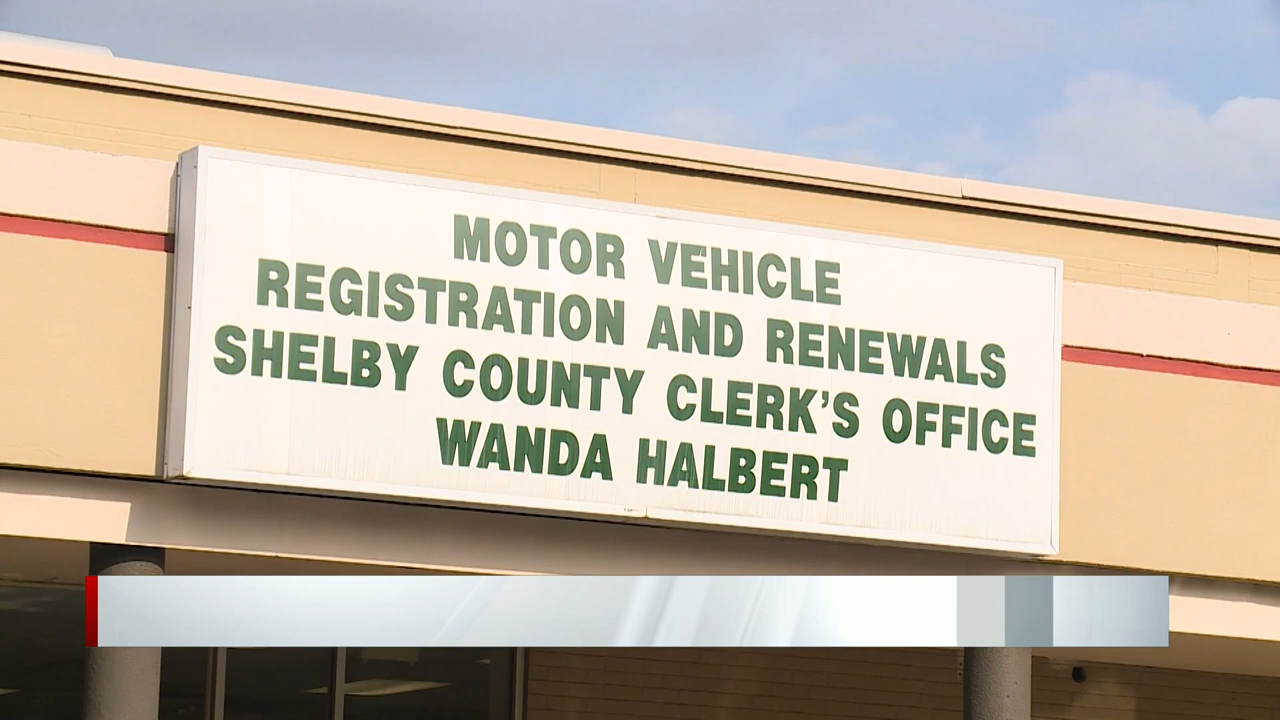 MOTOR VEHICLE
REGISTRATION AND RENEWALS
SHELBY COUNTY CLERK'S OFFICE
WANDA HALBERT